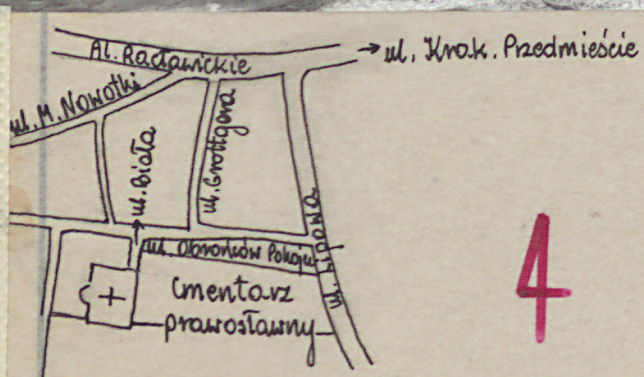 Al. Racławickie
→ ul. Krak. Przedmieście
ul. M. Nowotki
ul. Biała
ul. Grottgera
ul. Lipowa
ul. Obrońców Pokoju
Cmentarz
prawosławny
4